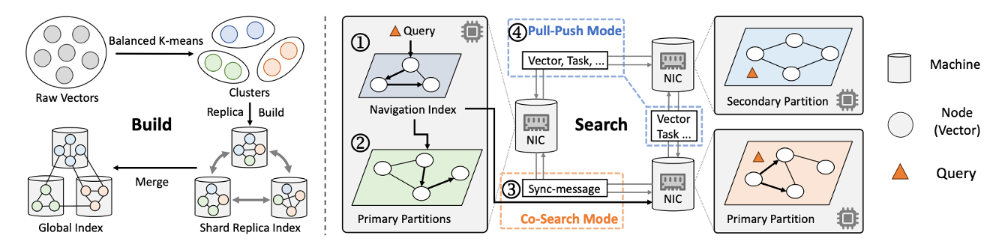 Balanced K-means
Raw Vectors
Clusters
Replica
Build
Build
Merge
Global Index
Shard Replica Index
①
Query
Navigation Index
②
Primary Partitions
④
Pull-Push Mode
Vector, Task, ...
NIC
NIC
Search
Vector
Task ...
③
Sync-message
NIC
Co-Search Mode
Secondary Partition
Primary Partition
Machine
Node
(Vector)
Query